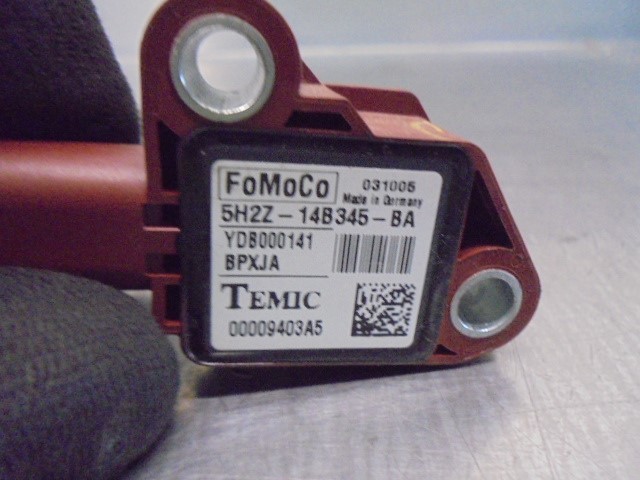 FoMoCo 031005
Made in Germany
5H2Z-14B345-BA
YDB000141
BPXJA
TEMIC
00009403A5